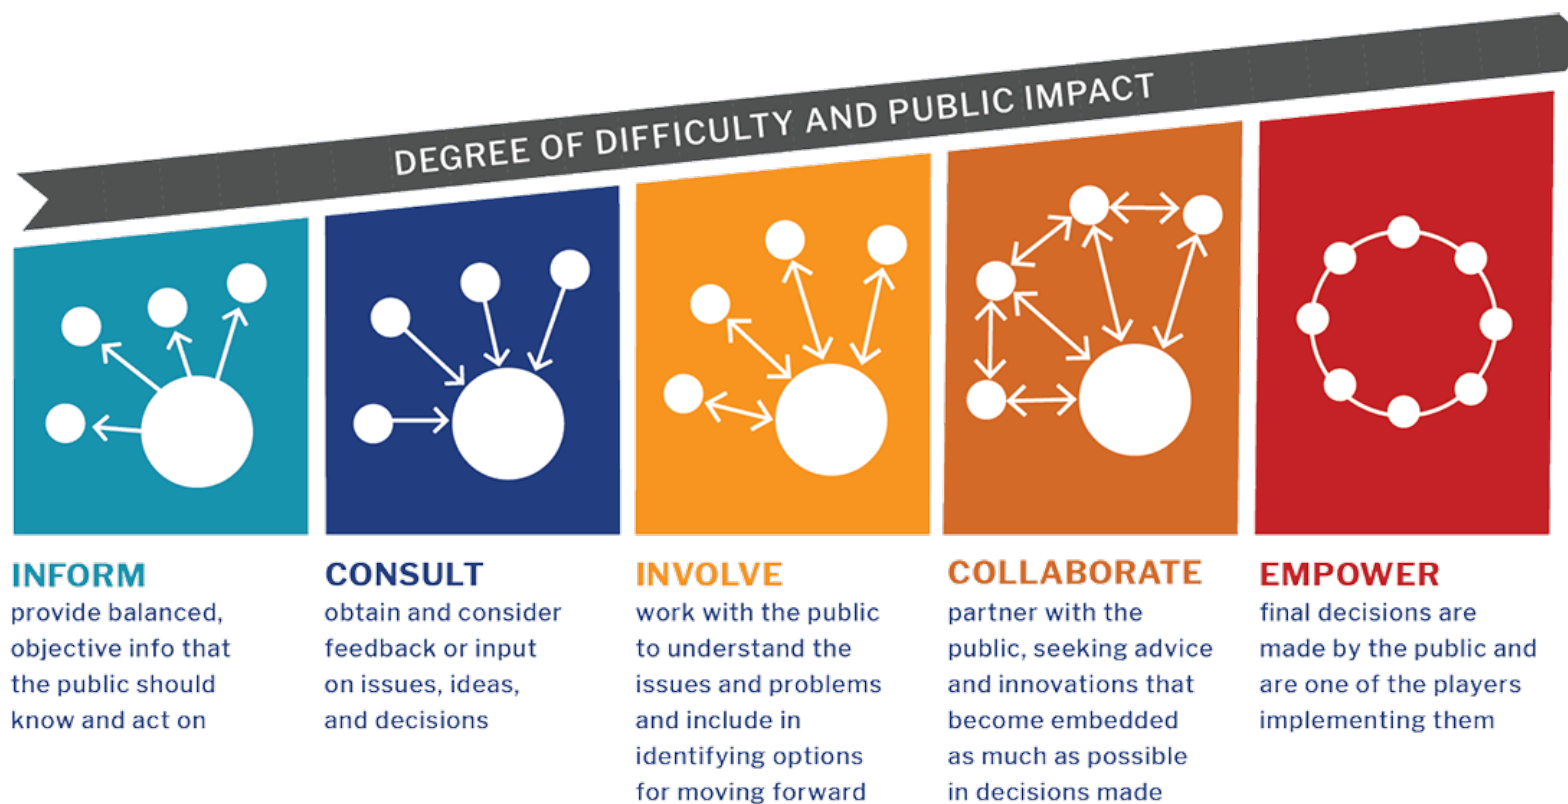 DEGREE OF DIFFICULTY AND PUBLIC IMPACT
INFORM
provide balanced,
objective info that
the public should
know and act on
CONSULT
obtain and consider
feedback or input
on issues, ideas,
and decisions
INVOLVE
work with the public
to understand the
issues and problems
and include in
identifying options
for moving forward
COLLABORATE
partner with the
public, seeking advice
and innovations that
become embedded
as much as possible
in decisions made
EMPOWER
final decisions are
made by the public and
are one of the players
implementing them